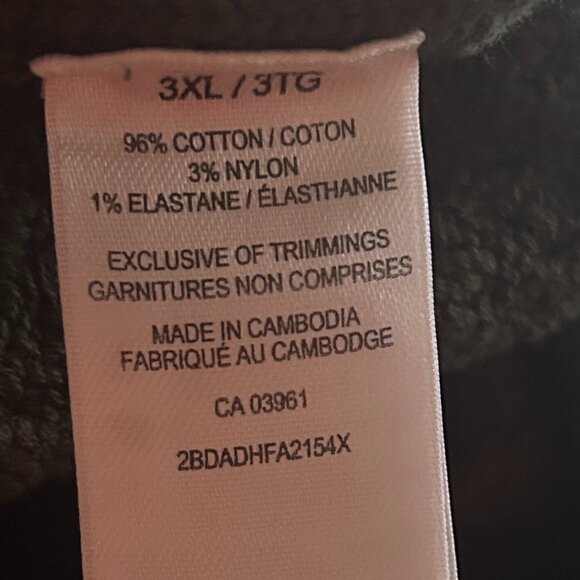 3XL / 3TG
96% COTTON / COTON
3% NYLON
1% ELASTANE / ÉLASTHANNE
EXCLUSIVE OF TRIMMINGS
GARNITURES NON COMPRISES
MADE IN CAMBODIA
FABRIQUÉ AU CAMBODGE
CA 03961
2BDADHFA2154X